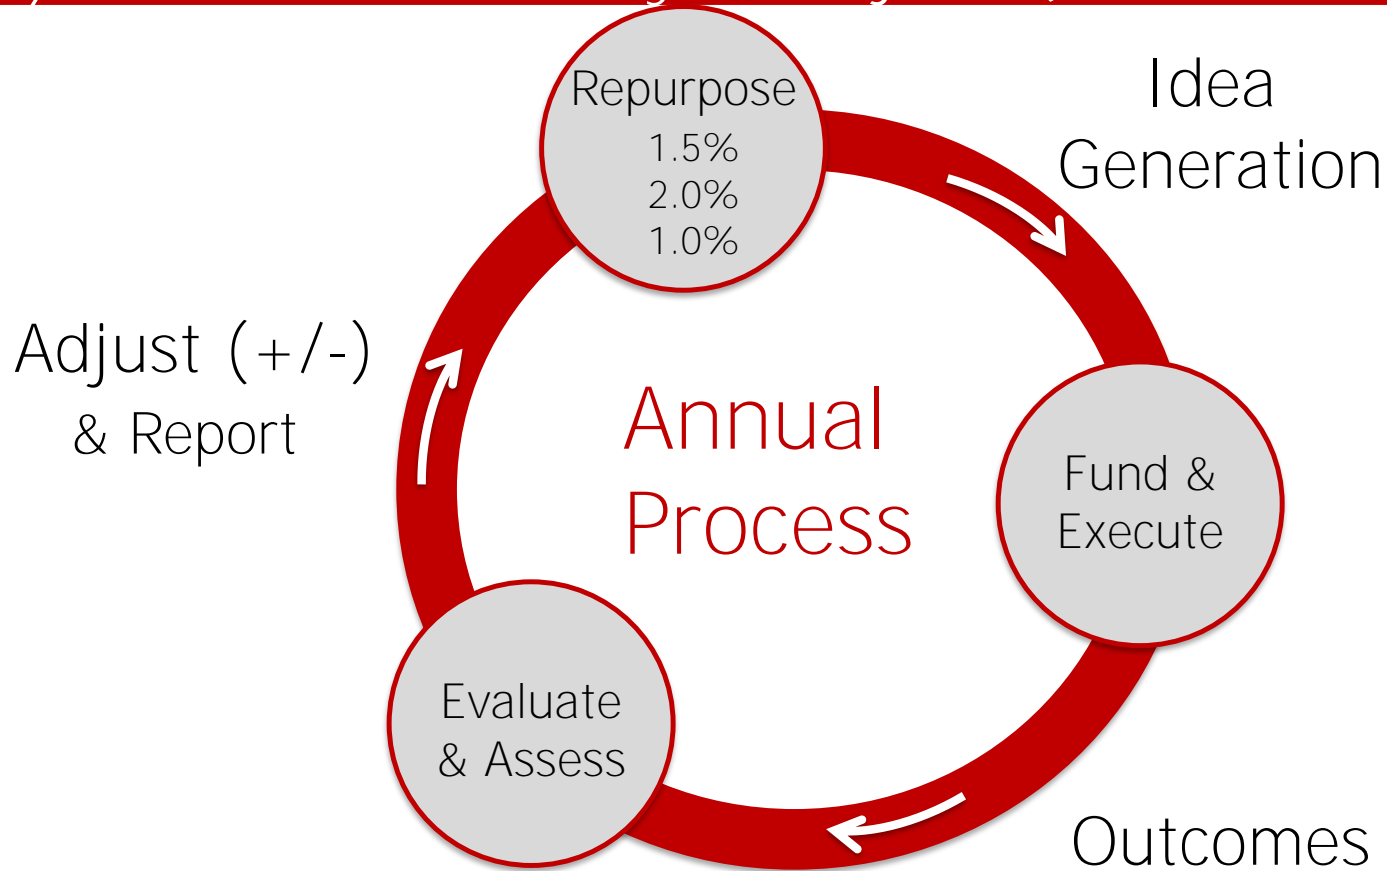 Repurpose
1.5%
2.0%
1.0%
Idea
Generation
Adjust (+/-)
& Report
Annual
Process
Fund &
Execute
Evaluate
& Assess
Outcomes